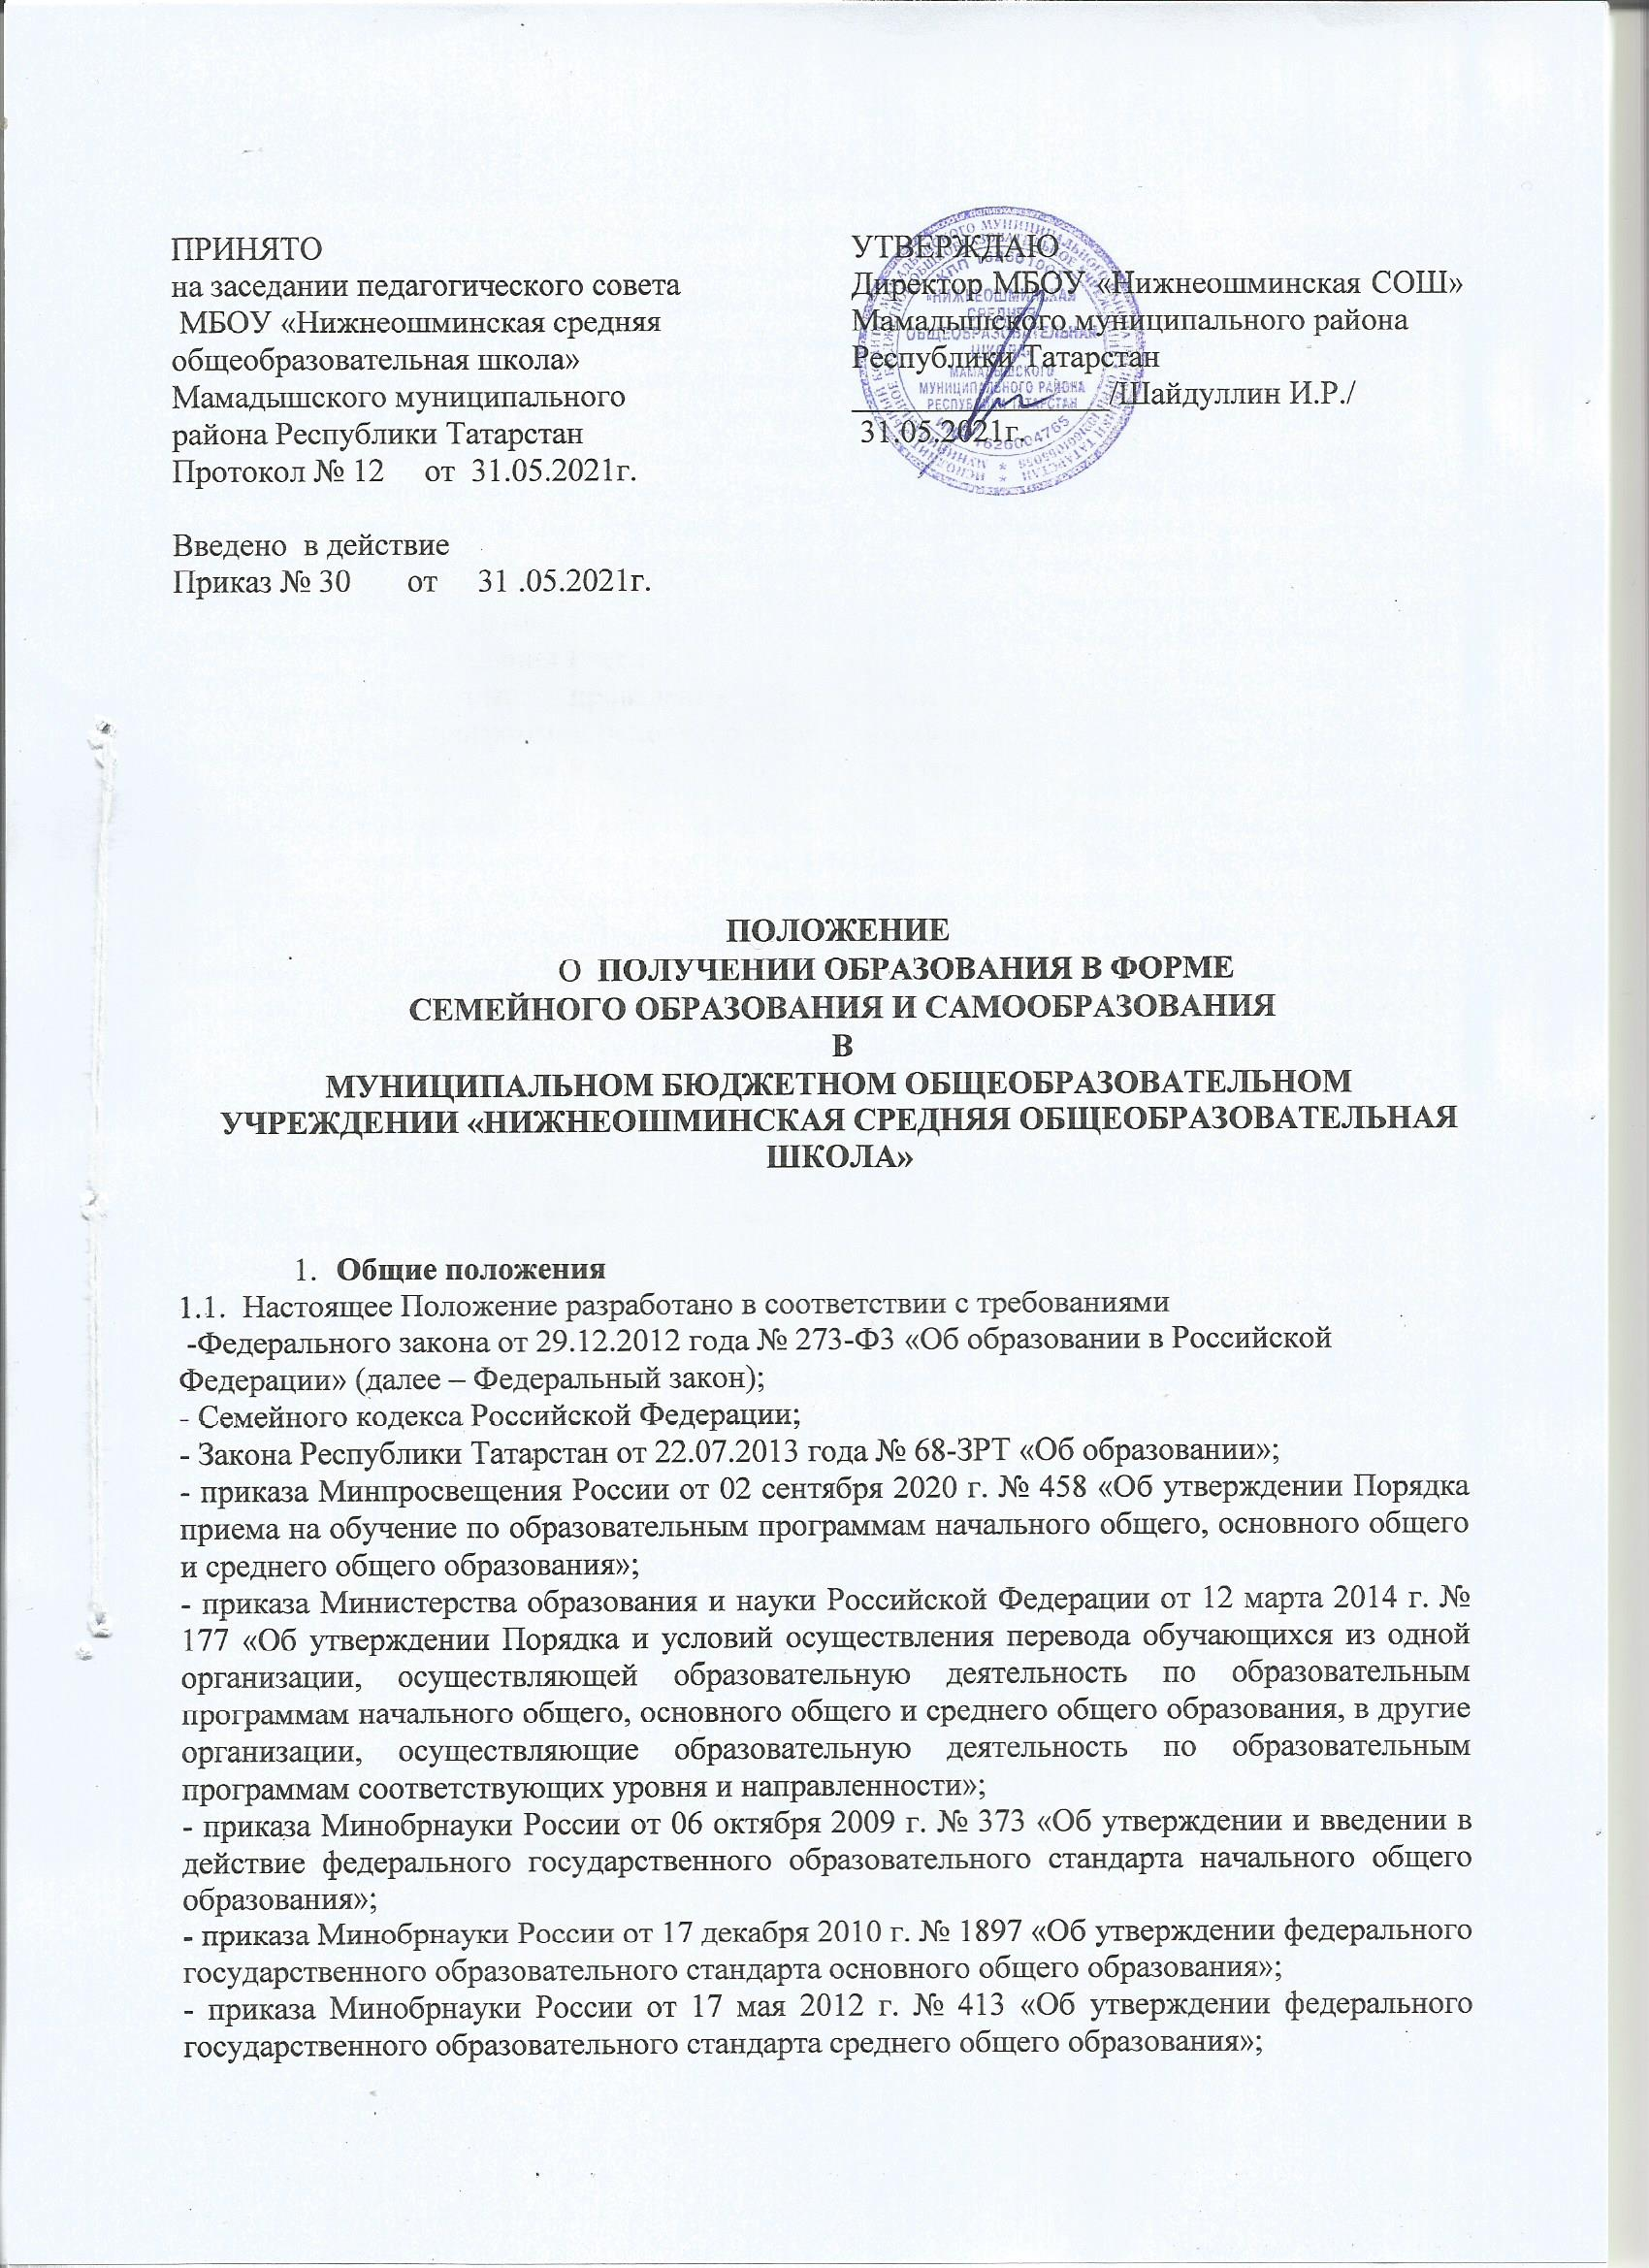 ПРИНЯТО
на заседании педагогического совета
МБОУ «Нижнеошминская средняя
общеобразовательная школа»
Мамадышского муниципального
района Республики Татарстан
Протокол № 12 от 31.05.2021г.
Введено в действие
Приказ № 30 от 31 .05.2021г.
УТВЕРЖДАЮ
Директор МБОУ «Нижнеошминская СОШ»
Мамадышского муниципального района
Республики Татарстан
/Шайдуллин И.Р./
31.05.2021г.
«НИЖНЕОШМИНСКАЯ
СРЕДНЯЯ
ОБЩЕОБРАЗОВАТЕЛЬНАЯ
ШКОЛА»
МАМАДЫШСКОГО
МУНИЦИПАЛЬНОГО РАЙОНА
РЕСПУБЛИКИ ТАТАРСТАН
ПОЛОЖЕНИЕ
О ПОЛУЧЕНИИ ОБРАЗОВАНИЯ В ФОРМЕ
СЕМЕЙНОГО ОБРАЗОВАНИЯ И САМООБРАЗОВАНИЯ
В
МУНИЦИПАЛЬНОМ БЮДЖЕТНОМ ОБЩЕОБРАЗОВАТЕЛЬНОМ
УЧРЕЖДЕНИИ «НИЖНЕОШМИНСКАЯ СРЕДНЯЯ ОБЩЕОБРАЗОВАТЕЛЬНАЯ
ШКОЛА»
1. Общие положения
1.1. Настоящее Положение разработано в соответствии с требованиями
-Федерального закона от 29.12.2012 года № 273-ФЗ «Об образовании в Российской
Федерации» (далее – Федеральный закон);
- Семейного кодекса Российской Федерации;
- Закона Республики Татарстан от 22.07.2013 года № 68-ЗРТ «Об образовании»;
- приказа Минпросвещения России от 02 сентября 2020 г. № 458 «Об утверждении Порядка
приема на обучение по образовательным программам начального общего, основного общего
и среднего общего образования»;
- приказа Министерства образования и науки Российской Федерации от 12 марта 2014 г. №
177 «Об утверждении Порядка и условий осуществления перевода обучающихся из одной
организации, осуществляющей образовательную деятельность по образовательным
программам начального общего, основного общего и среднего общего образования, в другие
организации, осуществляющие образовательную деятельность по образовательным
программам соответствующих уровня и направленности»;
- приказа Минобрнауки России от 06 октября 2009 г. № 373 «Об утверждении и введении в
действие федерального государственного образовательного стандарта начального общего
образования»;
- приказа Минобрнауки России от 17 декабря 2010 г. № 1897 «Об утверждении федерального
государственного образовательного стандарта основного общего образования»;
- приказа Минобрнауки России от 17 мая 2012 г. № 413 «Об утверждении федерального
государственного образовательного стандарта среднего общего образования»;